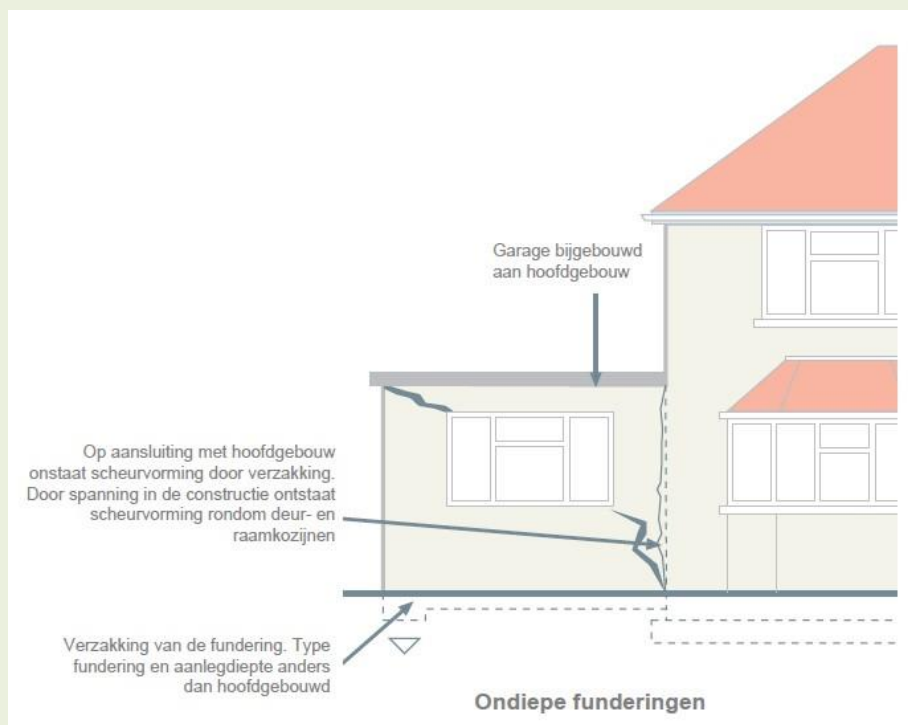 Garage bijgebouwd
aan hoofdgebouw
Op aansluiting met hoofdgebouw
onstaat scheurvorming door verzakking.
Door spanning in de constructie ontstaat
scheurvorming rondom deur- en
raamkozijnen
Verzakking van de fundering. Type
fundering en aanlegdiepte anders
dan hoofdgebouwd
Ondiepe funderingen